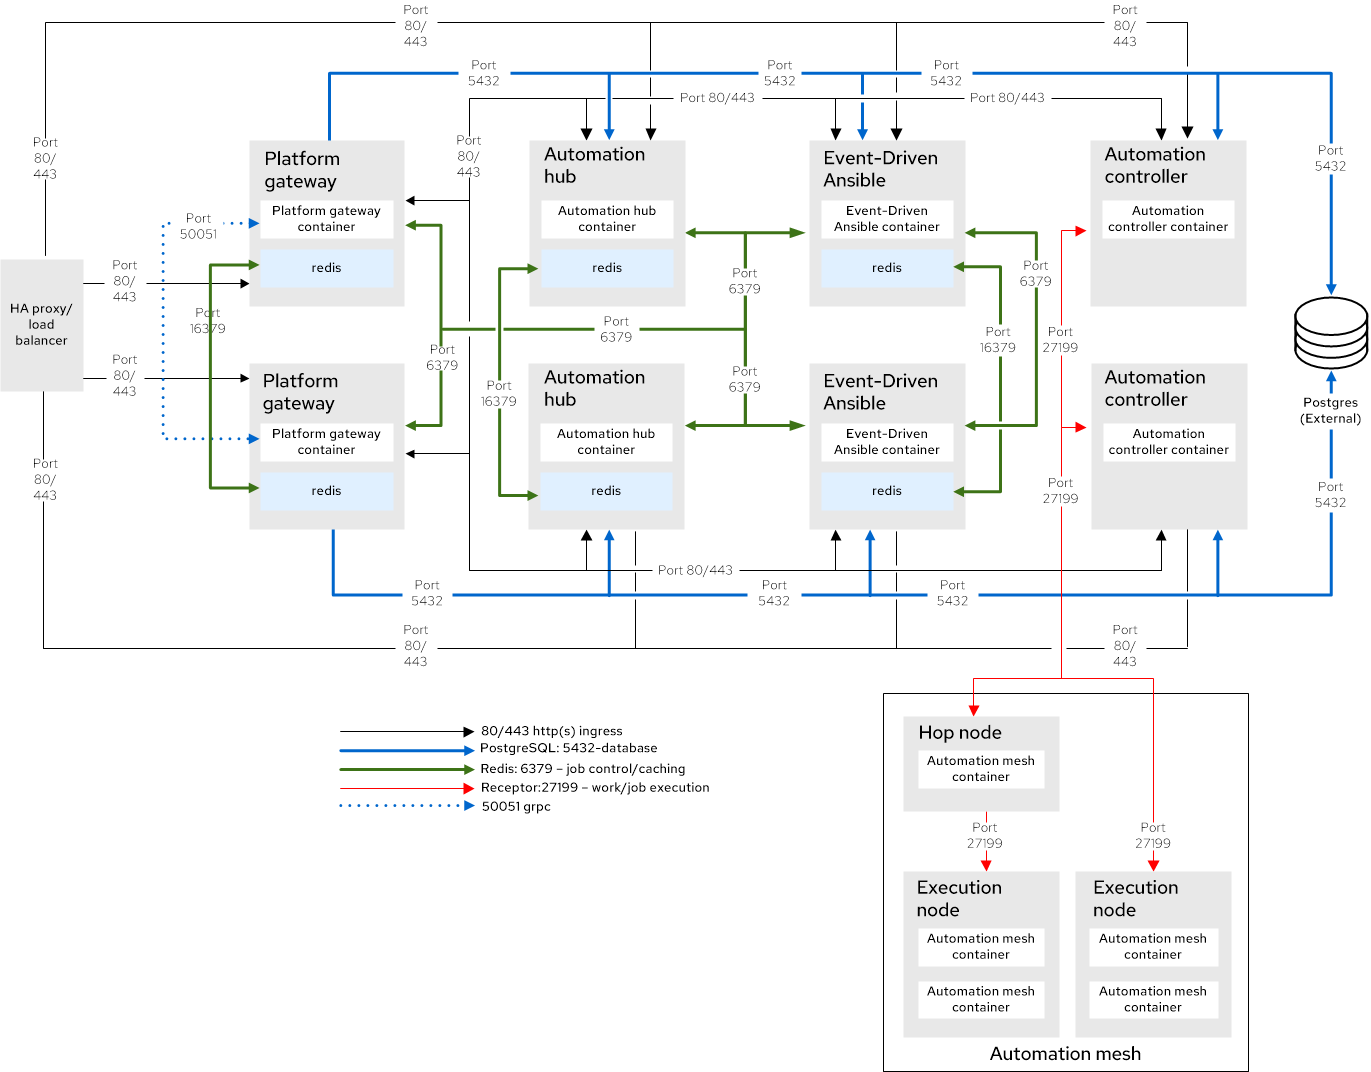 Port
80/
443
Port
80/
443
Port
5432
Port
5432
Port
5432
Port 80/443
Port 80/443
Port
80/
443
Port
80/
443
Port
5432
Platform
gateway
Platform gateway
container
redis
Automation
hub
Automation hub
container
redis
Event-Driven
Ansible
Event-Driven
Ansible container
redis
Automation
controller
Automation
controller container
Port
50051
Port
80/
443
Port
16379
Port
6379
Port
6379
HA proxy/
load
balancer
Port
6379
Port
6379
Port
16379
Port
27199
Port
80/
443
Port
6379
Port
16379
Platform
gateway
Platform gateway
container
redis
Automation
hub
Automation hub
container
redis
Event-Driven
Ansible
Event-Driven
Ansible container
redis
Automation
controller
Automation
controller container
Postgres
(External)
Port
80/
443
Port
27199
Port
5432
Port 80/443
Port
5432
Port
5432
Port
5432
Port
80/
443
Port
80/
443
80/443 http(s) ingress
PostgreSQL: 5432-database
Redis: 6379 – job control/caching
Receptor:27199 – work/job execution
50051 grpc
Hop node
Automation mesh
container
Port
27199
Port
27199
Execution
node
Automation mesh
container
Automation mesh
container
Execution
node
Automation mesh
container
Automation mesh
container
Automation mesh